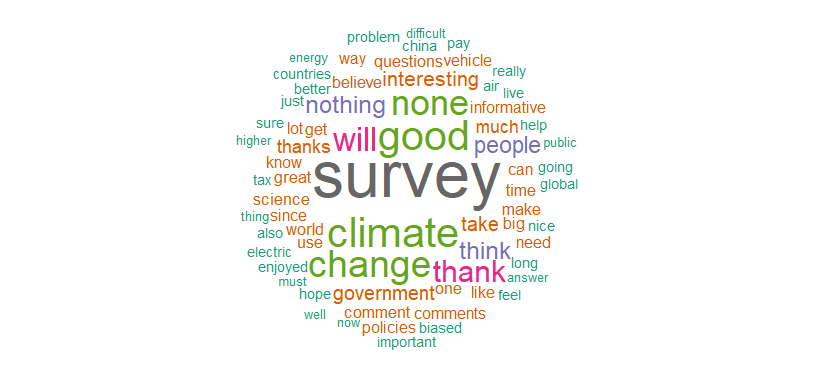 problem difficult
china pay
energy way questions vehicle
countries believe interesting really
better air live
just nothing none informative
sure lot get will good much help
higher thanks people public
know survey can going
tax great time global
science make
thing since climate take big nice
also world think need
electric use change thank long
enjoyed answer
must government one like feel
hope
well comment comments
now policies biased
important